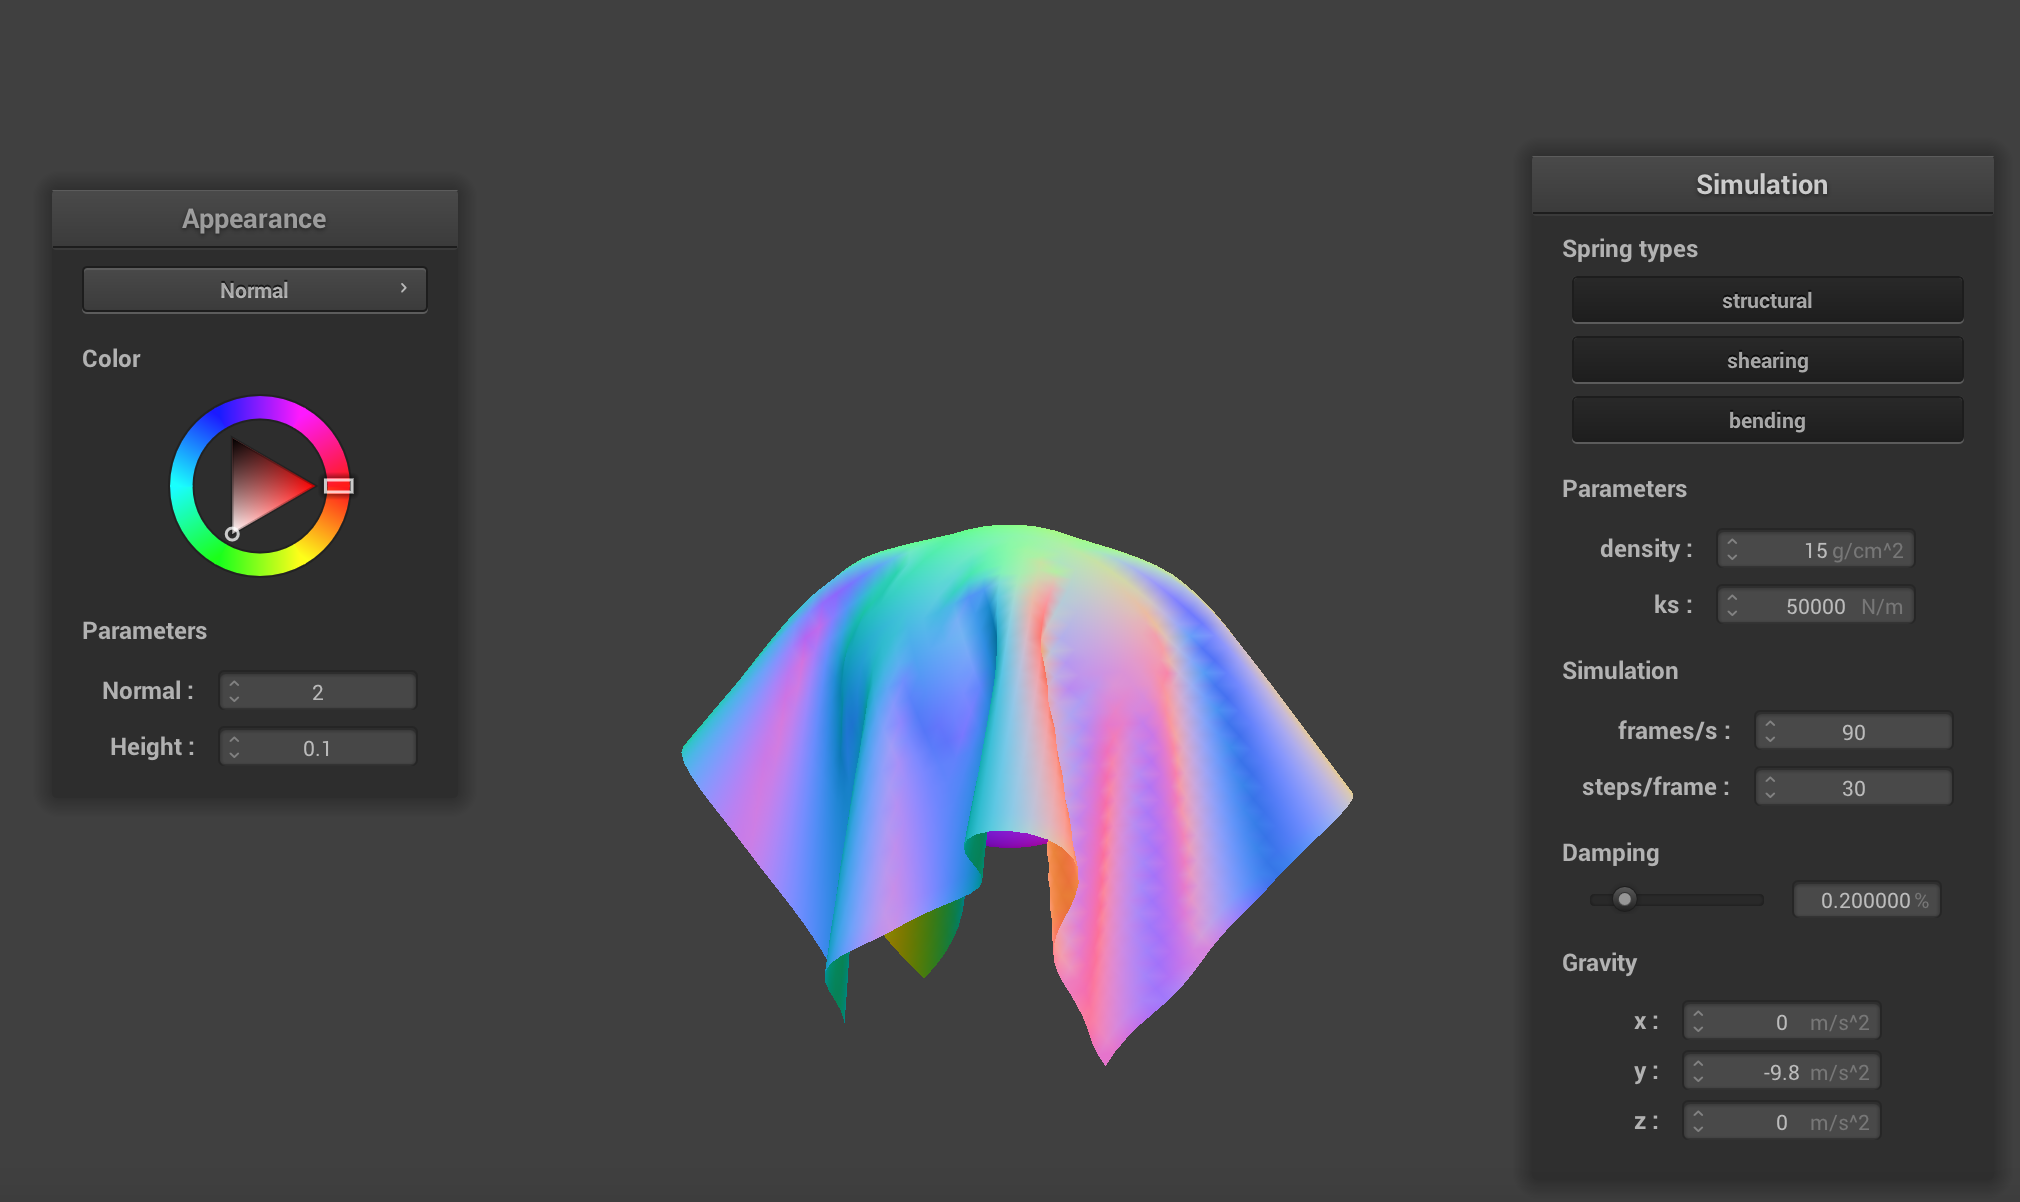 Appearance
Normal
Color
Parameters
Normal : 2
Height : 0.1
Simulation
Spring types
structural
shearing
bending
Parameters
density : 15 g/cm^2
ks : 50000 N/m
Simulation
frames/s : 90
steps/frame : 30
Damping
0.200000 %
Gravity
x : 0 m/s^2
y : -9.8 m/s^2
z : 0 m/s^2